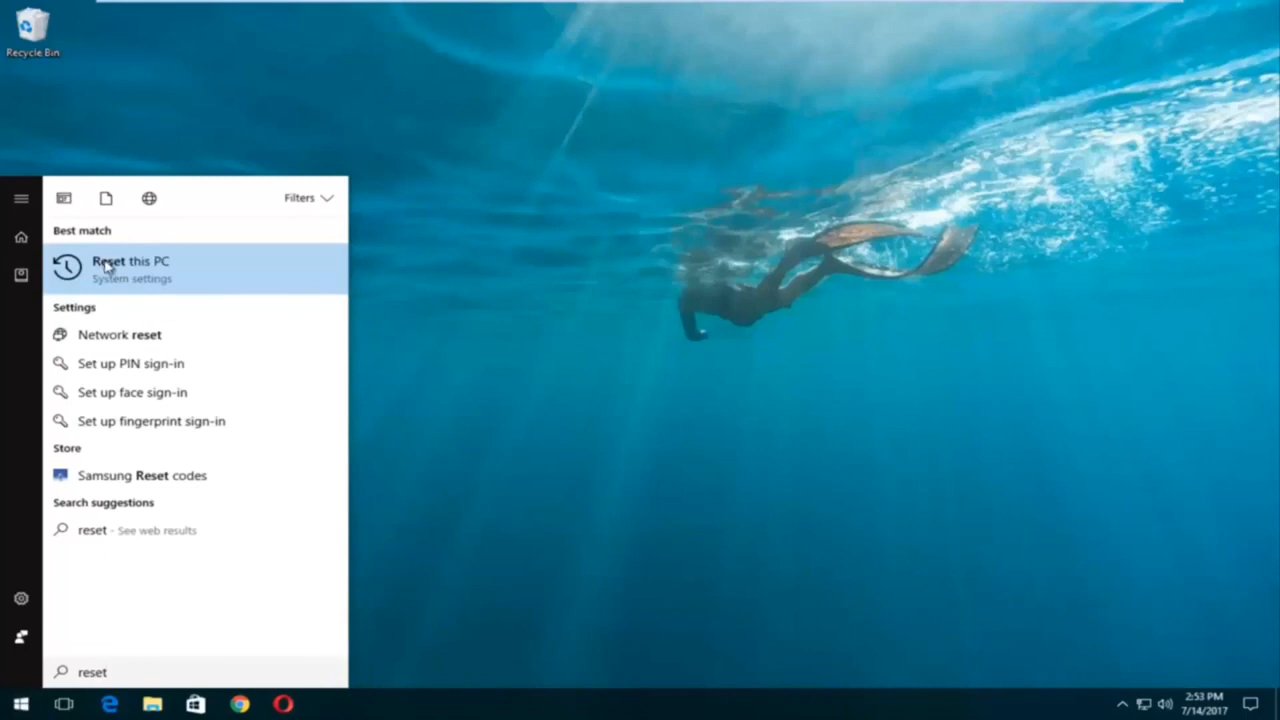 Recycle Bin
Filters
Best match
Reset this PC
System settings
Settings
Network reset
Set up PIN sign-in
Set up face sign-in
Set up fingerprint sign-in
Store
Samsung Reset codes
Search suggestions
reset - See web results
reset
2:53 PM
7/14/2017